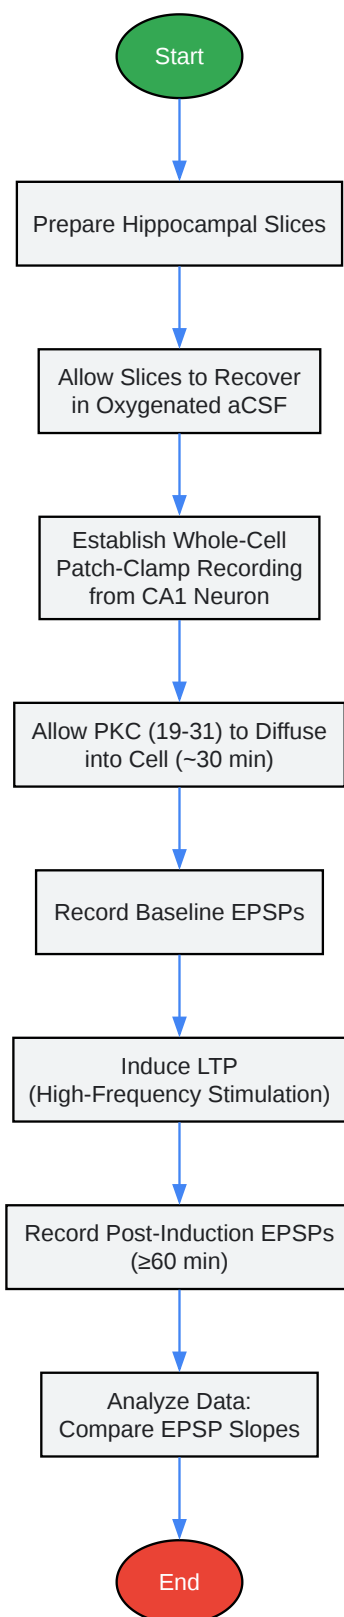 Start
Prepare Hippocampal Slices
Allow Slices to Recover
in Oxygenated aCSF
Establish Whole-Cell
Patch-Clamp Recording
from CA1 Neuron
Allow PKC (19-31) to Diffuse
into Cell (~30 min)
Record Baseline EPSPs
Induce LTP
(High-Frequency Stimulation)
Record Post-Induction EPSPs
(≥60 min)
Analyze Data:
Compare EPSP Slopes
End